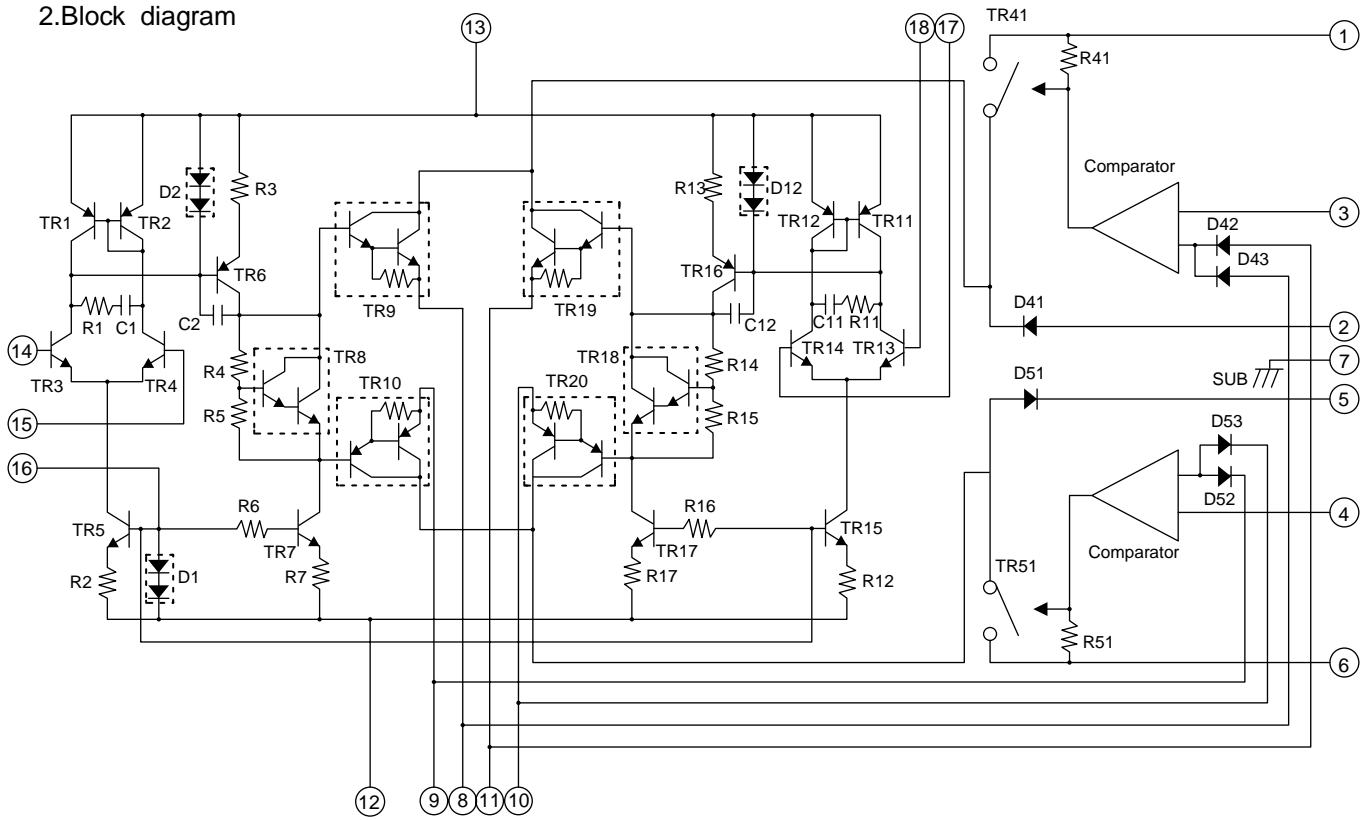 2.Block diagram
TR41
13
18
17
1
R41
Comparator
D2
R3
R13
D12
TR1
TR2
TR12
TR11
3
D42
TR6
TR16
D43
R1
C1
C2
TR9
TR19
C12
C11
R11
D41
2
14
TR3
TR4
R4
TR8
TR18
R14
TR14
TR13
7
SUB
TR10
TR20
D51
R5
R15
5
15
D53
16
D52
R6
R16
4
TR5
TR7
TR17
TR15
Comparator
R2
D1
R7
R17
R12
TR51
R51
6
12
9
8
11
10